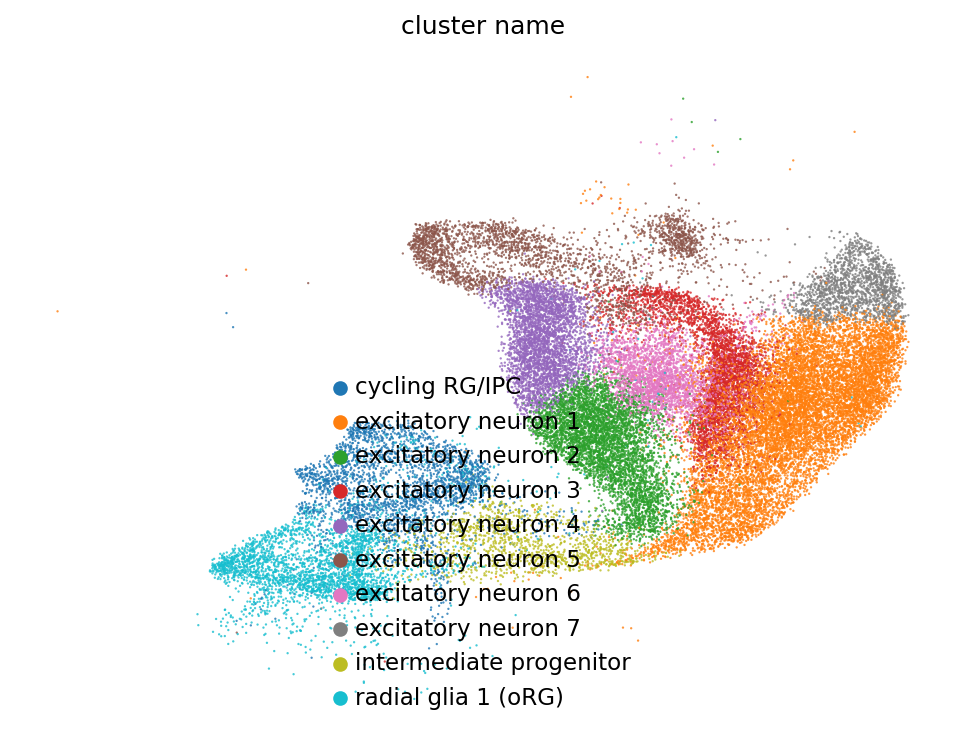 cluster name
cycling RG/IPC
excitatory neuron 1
excitatory neuron 2
excitatory neuron 3
excitatory neuron 4
excitatory neuron 5
excitatory neuron 6
excitatory neuron 7
intermediate progenitor
radial glia 1 (oRG)